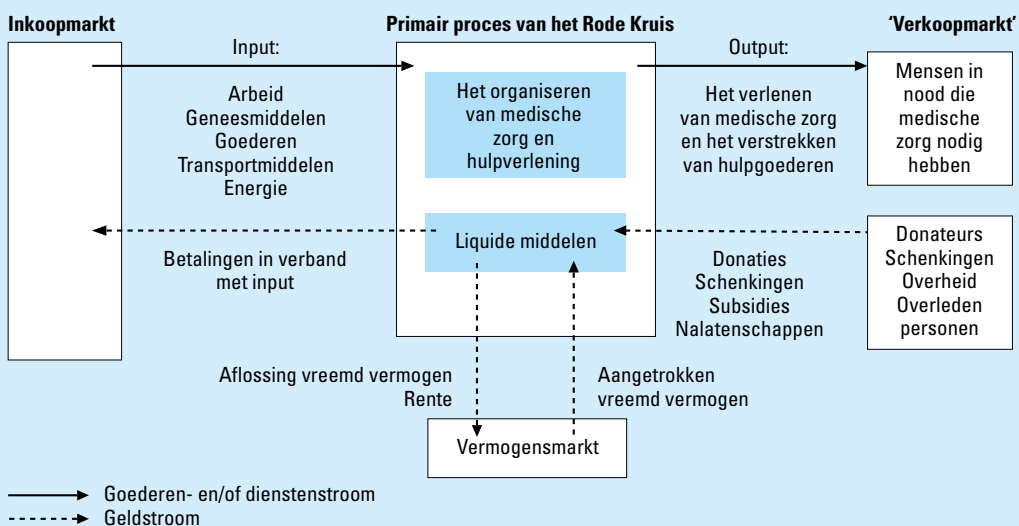 Inkoopmarkt
Primair proces van het Rode Kruis
'Verkoopmarkt'
Input:
Arbeid
Geneesmiddelen
Goederen
Transportmiddelen
Energie
Het organiseren
van medische
zorg en
hulpverlening
Output:
Het verlenen
van medische zorg
en het verstrekken
van hulpgoederen
Mensen in
nood die
medische
zorg nodig
hebben
Betalingen in verband
met input
Liquide middelen
Donaties
Schenkingen
Subsidies
Nalatenschappen
Donateurs
Schenkingen
Overheid
Overleden
personen
Aflossing vreemd vermogen
Rente
Aangetrokken
vreemd vermogen
Vermogensmarkt
Goederen- en/of dienstenstroom
Geldstroom